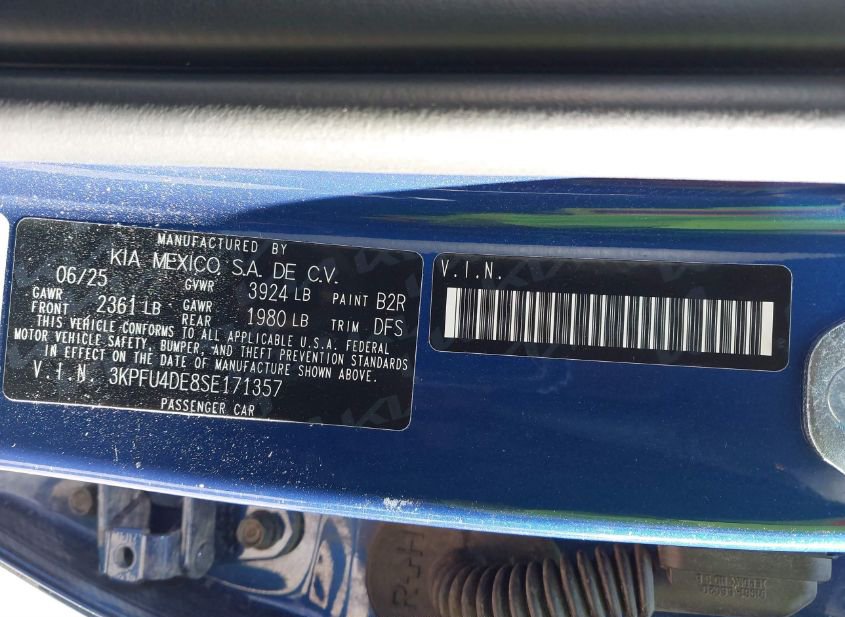 MANUFACTURED BY
KIA MEXICO, S.A. DE C.V.
06/25 GVWR 3924 LB PAINT B2R
GAWR FRONT 2361 LB GAWR REAR 1980 LB TRIM DFS
THIS VEHICLE CONFORMS TO ALL APPLICABLE U.S.A. FEDERAL
MOTOR VEHICLE SAFETY, BUMPER, AND THEFT PREVENTION STANDARDS
IN EFFECT ON THE DATE OF MANUFACTURE SHOWN ABOVE.
V.I.N. 3KPFU4DE8SE171357
PASSENGER CAR
V.I.N.